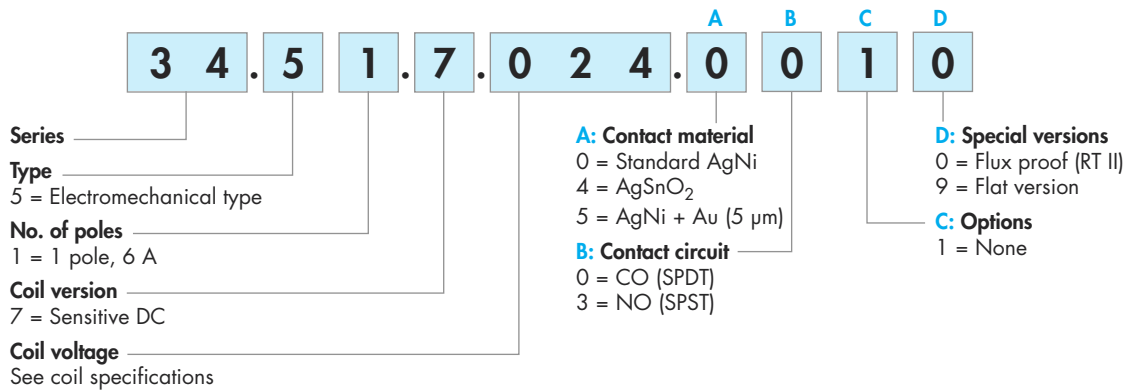 A B C D
3 4 . 5 1 . 7 . 0 2 4 . 0 0 1 0
Series
Type
5 = Electromechanical type
No. of poles
1 = 1 pole, 6 A
Coil version
7 = Sensitive DC
Coil voltage
See coil specifications
A: Contact material
0 = Standard AgNi
4 = AgSnO₂
5 = AgNi + Au (5 µm)
B: Contact circuit
0 = CO (SPDT)
3 = NO (SPST)
D: Special versions
0 = Flux proof (RT II)
9 = Flat version
C: Options
1 = None